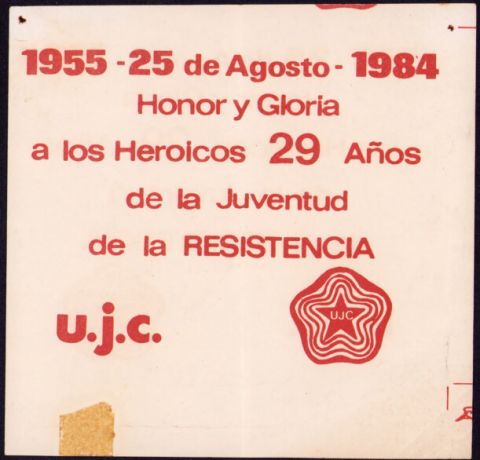 1955 - 25 de Agosto - 1984
Honor y Gloria
a los Heroicos 29 Años
de la Juventud
de la RESISTENCIA
u.j.c.
UJC